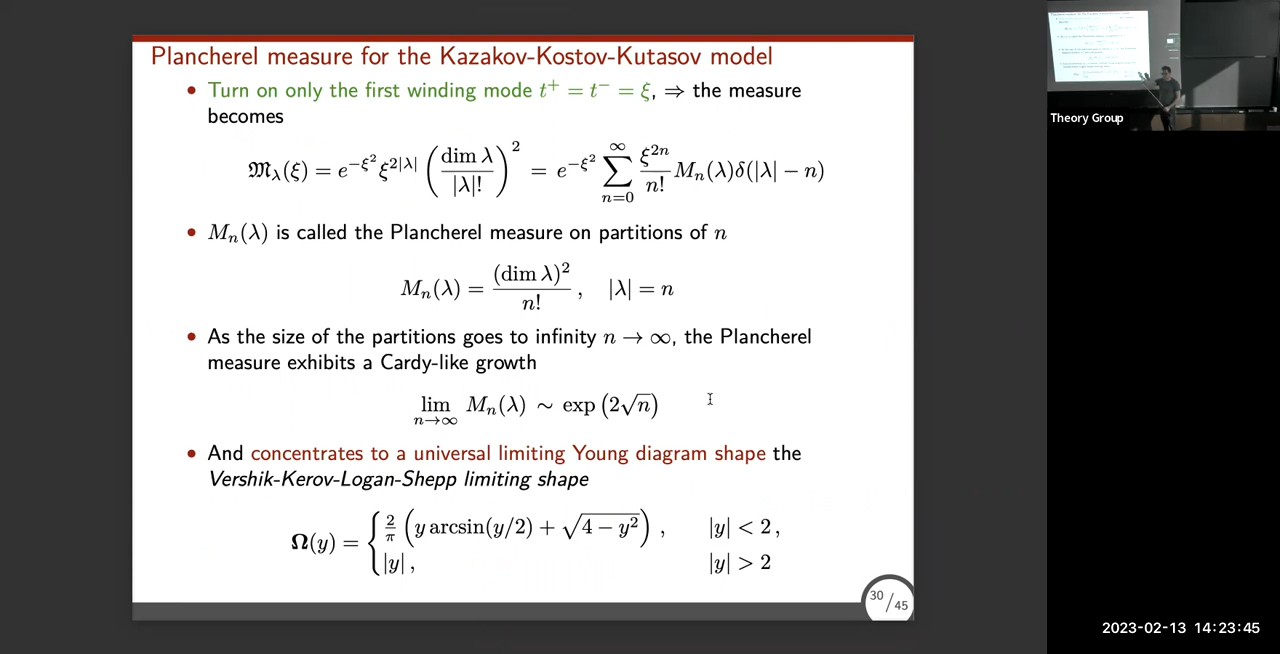 Plancherel measure for the Kazakov-Kostov-Kutasov model
• Turn on only the first winding mode t⁺ = t⁻ = ξ, ⇒ the measure
becomes
𝔐_λ(ξ) = e^{-ξ²} ξ^{2|λ|} (dim λ / |λ|!)² = e^{-ξ²} ∑_{n=0}^{∞} ξ^{2n}/n! M_n(λ)δ(|λ| − n)
• M_n(λ) is called the Plancherel measure on partitions of n
M_n(λ) = (dim λ)²/n! , |λ| = n
• As the size of the partitions goes to infinity n → ∞, the Plancherel
measure exhibits a Cardy-like growth
lim_{n→∞} M_n(λ) ∼ exp (2√n)
• And concentrates to a universal limiting Young diagram shape the
Vershik-Kerov-Logan-Shepp limiting shape
Ω(y) = { 2/π (y arcsin(y/2) + √(4 − y²)) , |y| < 2 ,
|y| , |y| > 2
30/45
Theory Group
2023-02-13 14:23:45